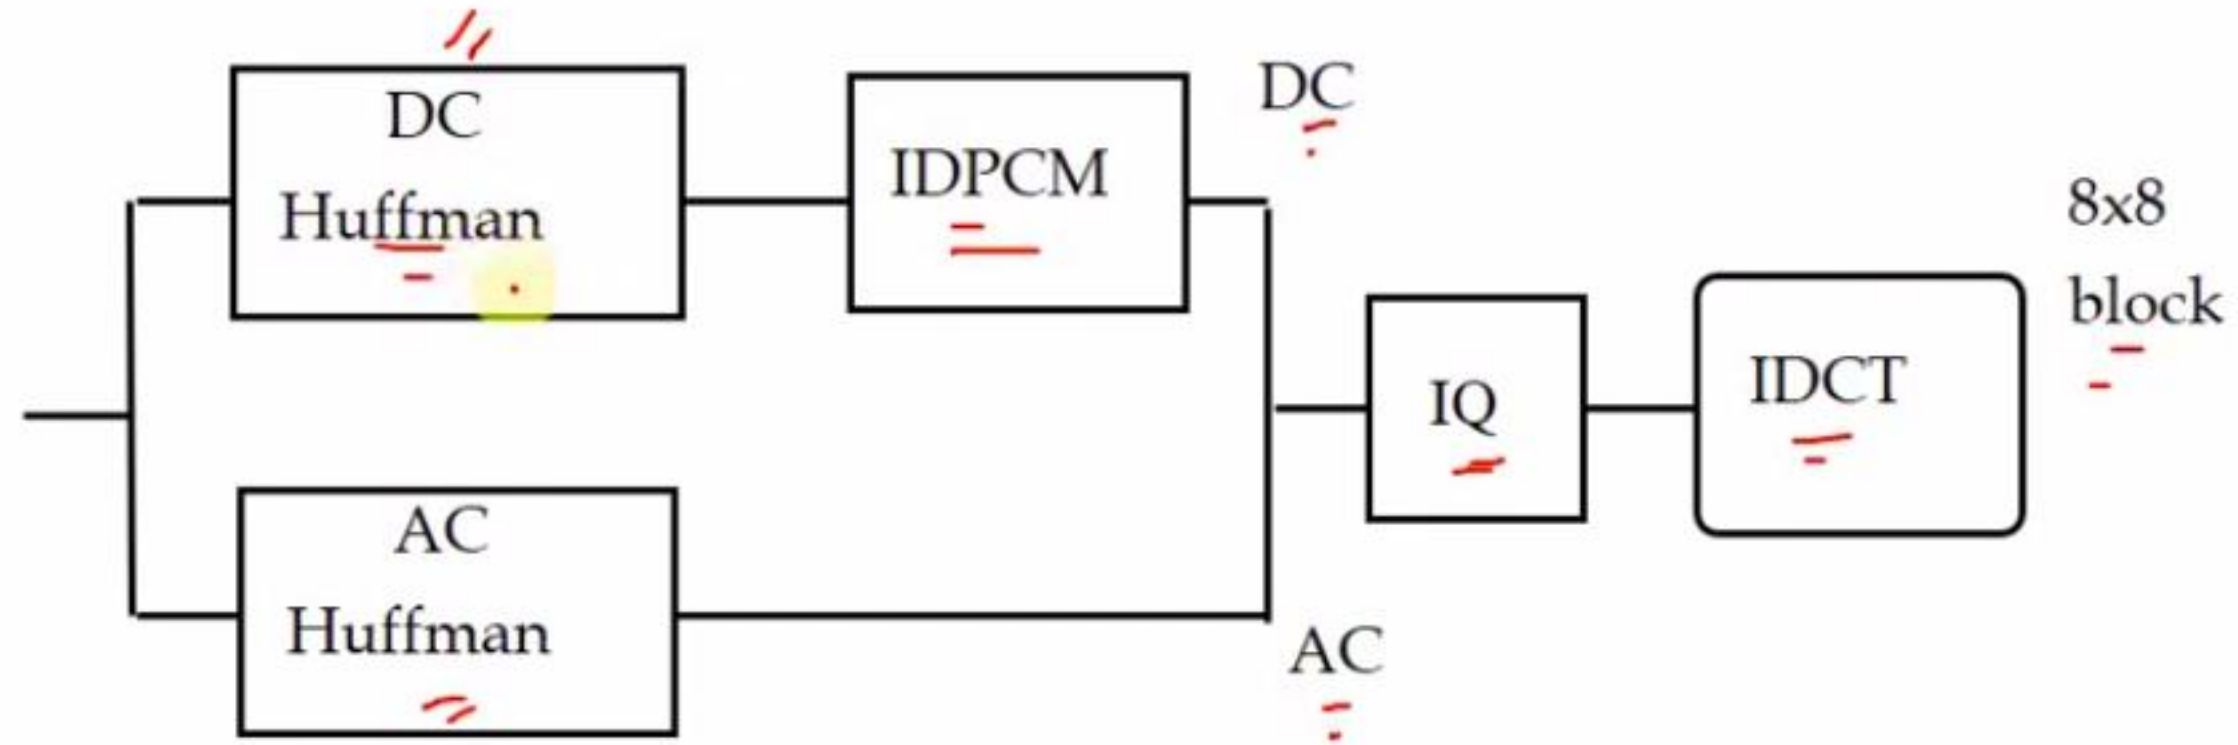 DC
Huffman
IDPCM
DC
8x8
block
IQ
IDCT
AC
Huffman
AC